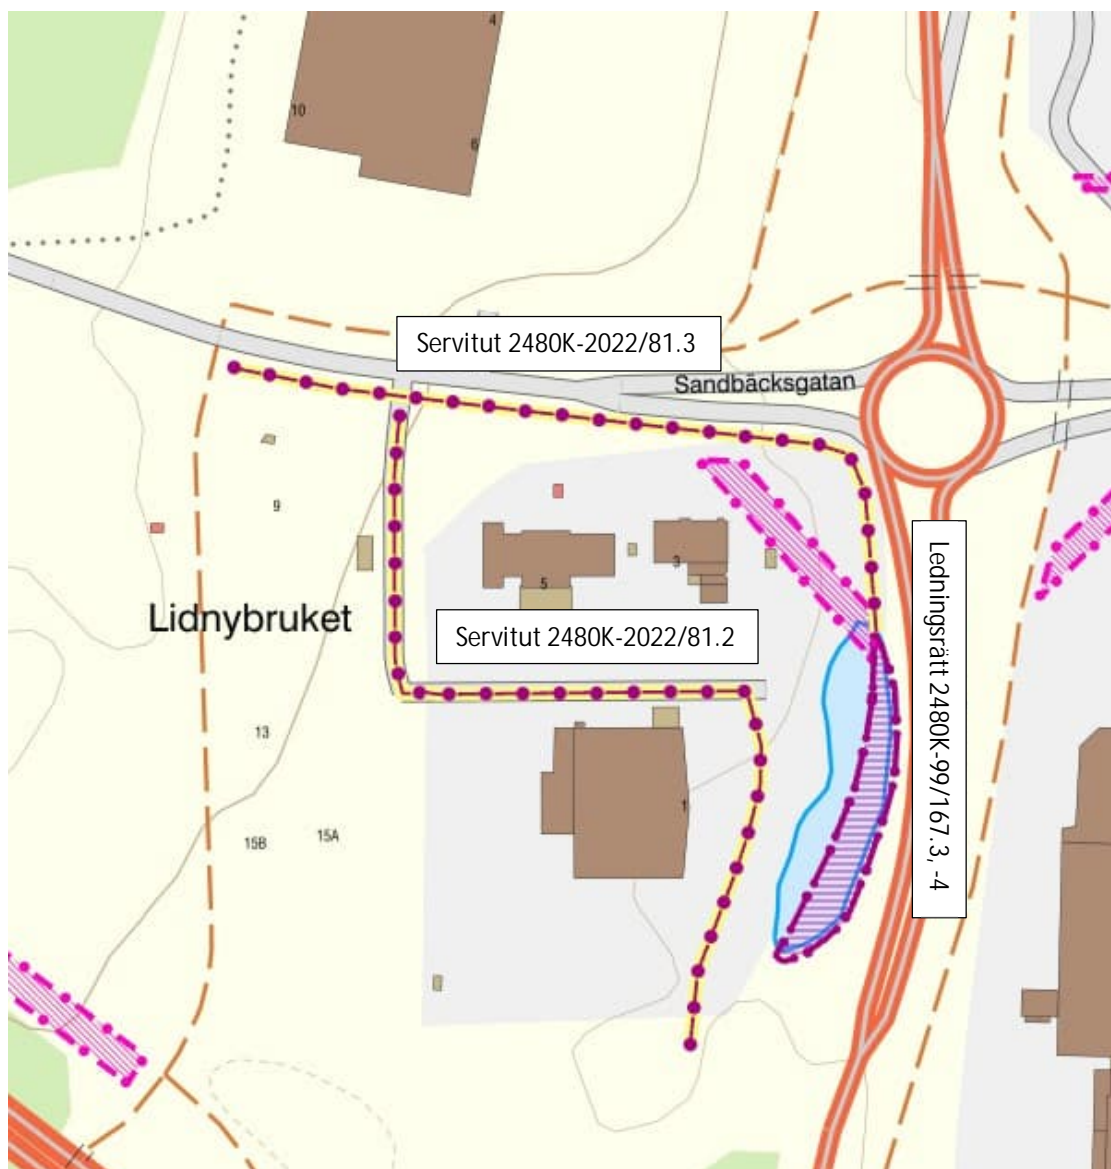 4
10
6
Servitut 2480K-2022/81.3
Sandbäcksgatan
9
3
5
Lidnybruket
Servitut 2480K-2022/81.2
Ledningsrätt 2480K-99/167.3, -4
13
1
15B
15A